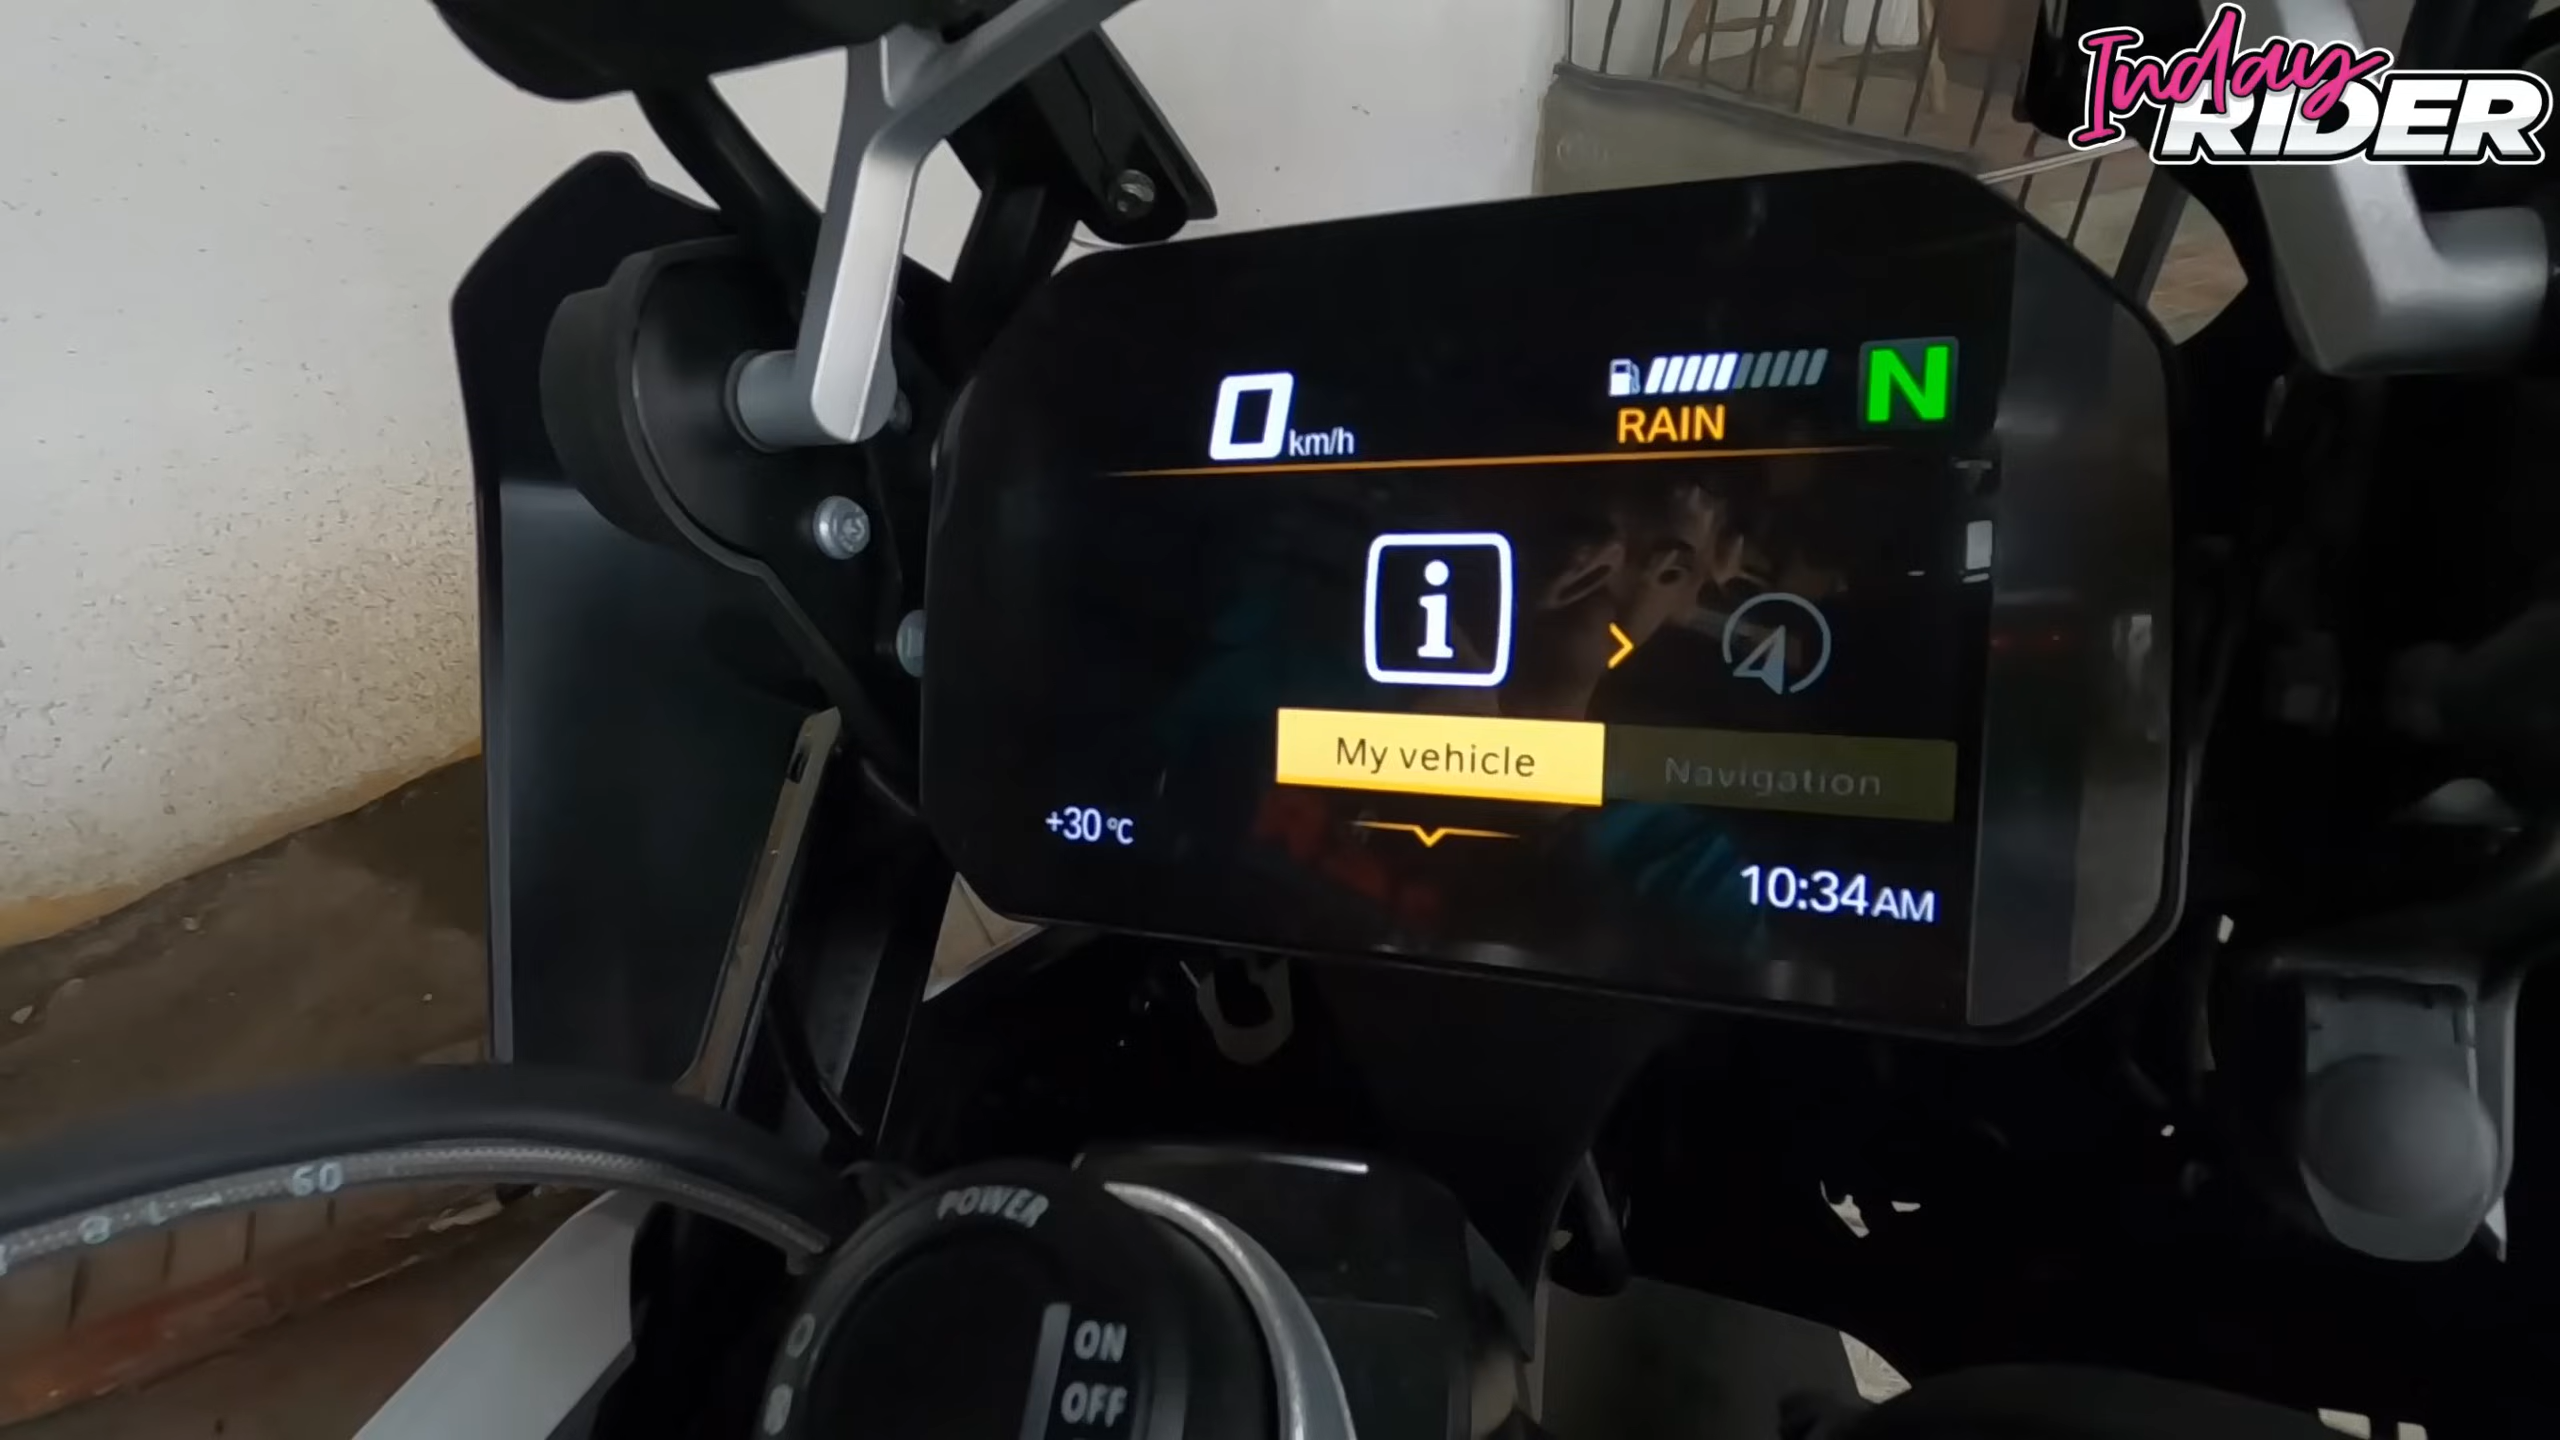 Inday
RIDER
0 km/h
RAIN
N
My vehicle
Navigation
+30 °C
10:34 AM
60
POWER
ON
OFF